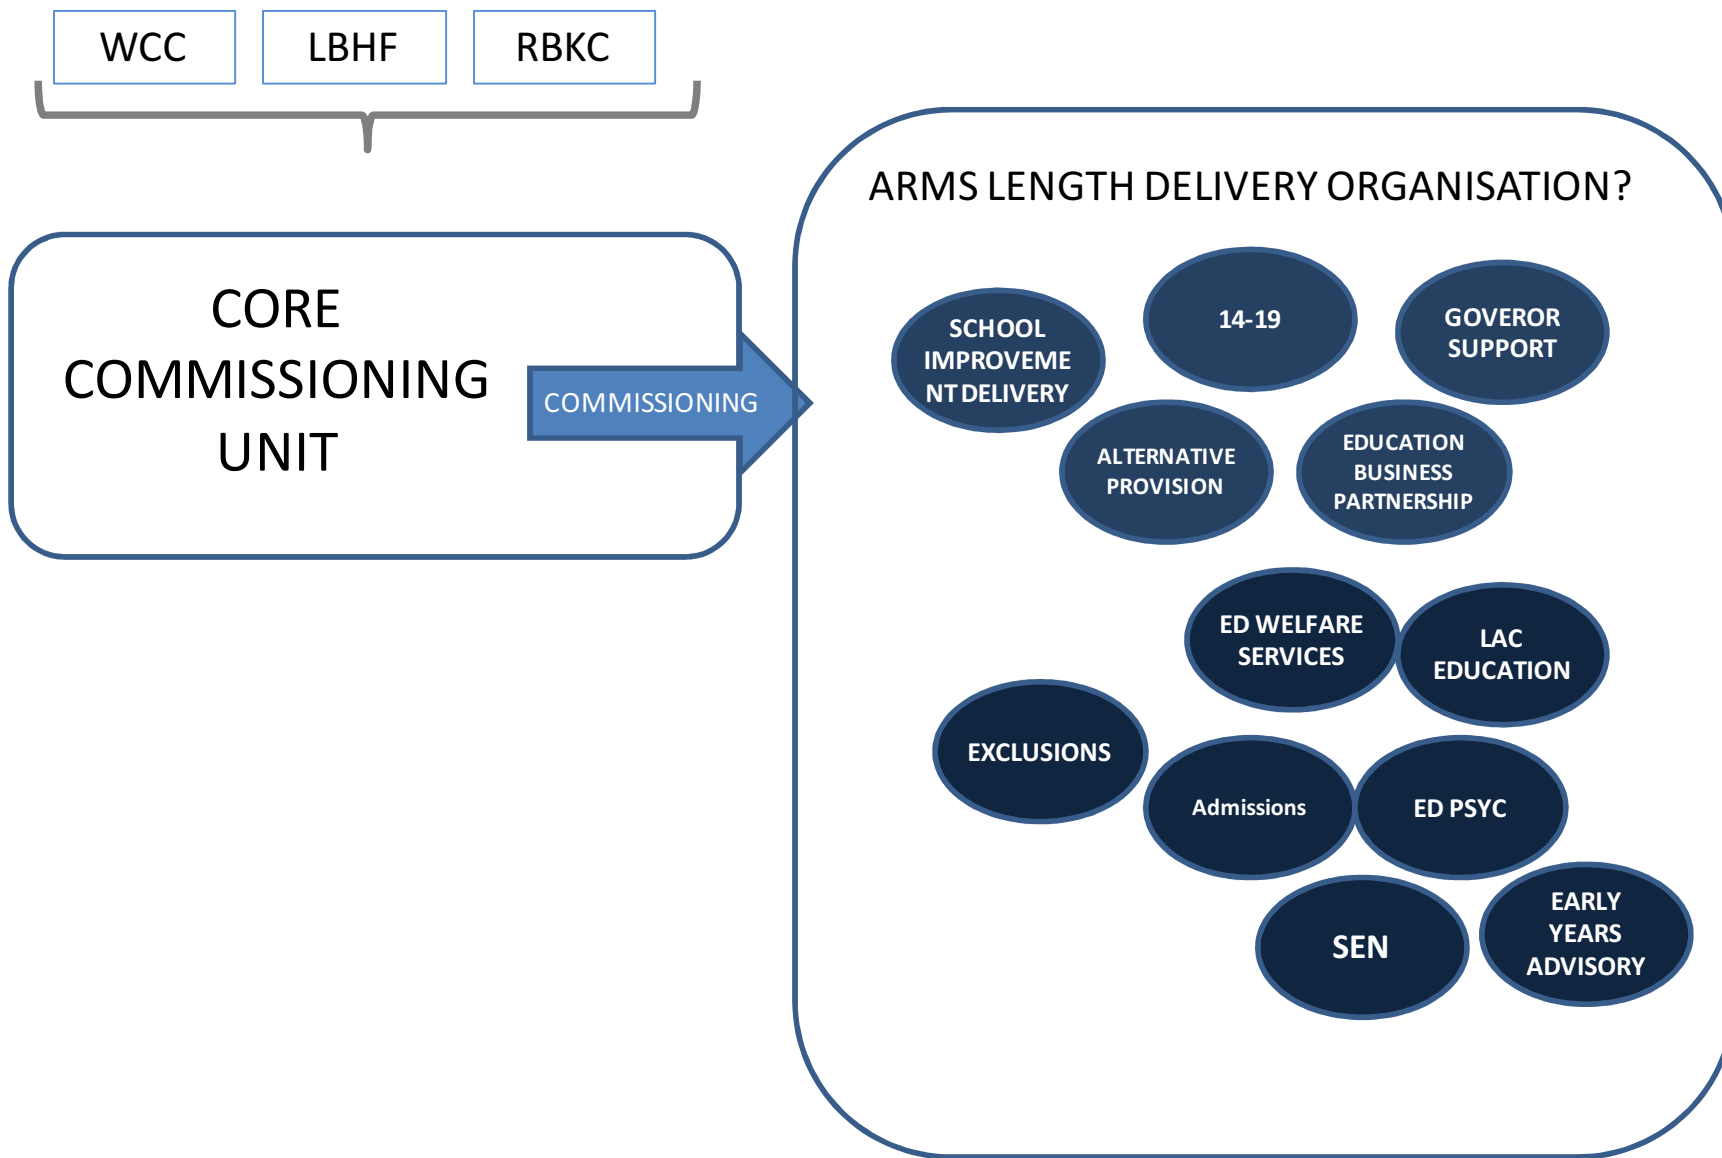 WCC
LBHF
RBKC
CORE
COMMISSIONING
UNIT
COMMISSIONING
ARMS LENGTH DELIVERY ORGANISATION?
SCHOOL
IMPROVEME
NT DELIVERY
14-19
GOVEROR
SUPPORT
ALTERNATIVE
PROVISION
EDUCATION
BUSINESS
PARTNERSHIP
ED WELFARE
SERVICES
LAC
EDUCATION
EXCLUSIONS
Admissions
ED PSYC
SEN
EARLY
YEARS
ADVISORY